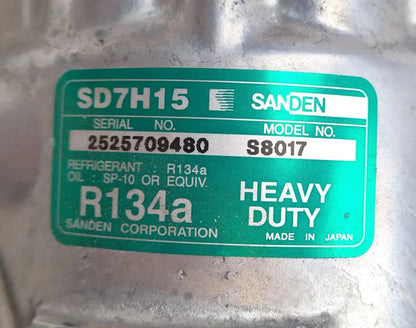 SD7H15 SANDEN
SERIAL NO. MODEL NO.
2525709480 S8017
REFRIGERANT : R134a
OIL : SP-10 OR EQUIV.
R134a HEAVY DUTY
SANDEN CORPORATION MADE IN JAPAN